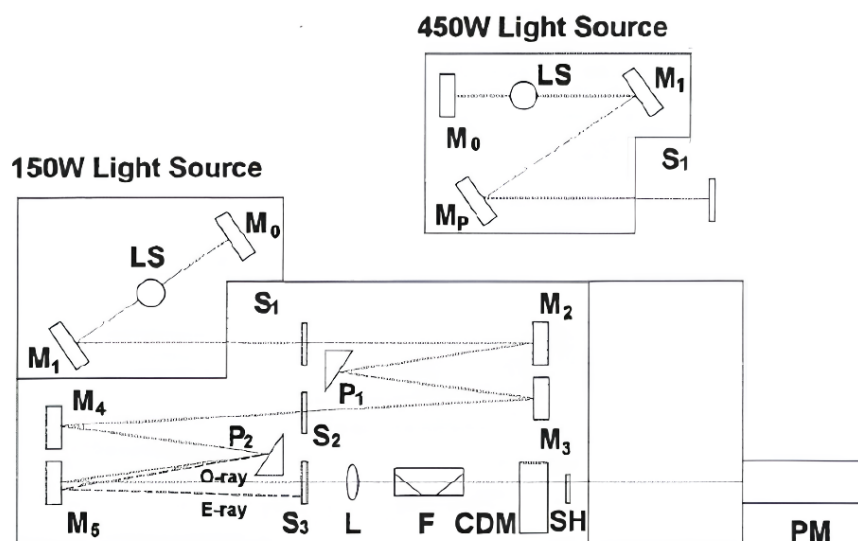 450W Light Source
LS
M1
M0
S1
MP
150W Light Source
M0
LS
M1
S1
M2
P1
M4
P2
S2
M3
O-ray
E-ray
M5
S3
L
F
CDM
SH
PM